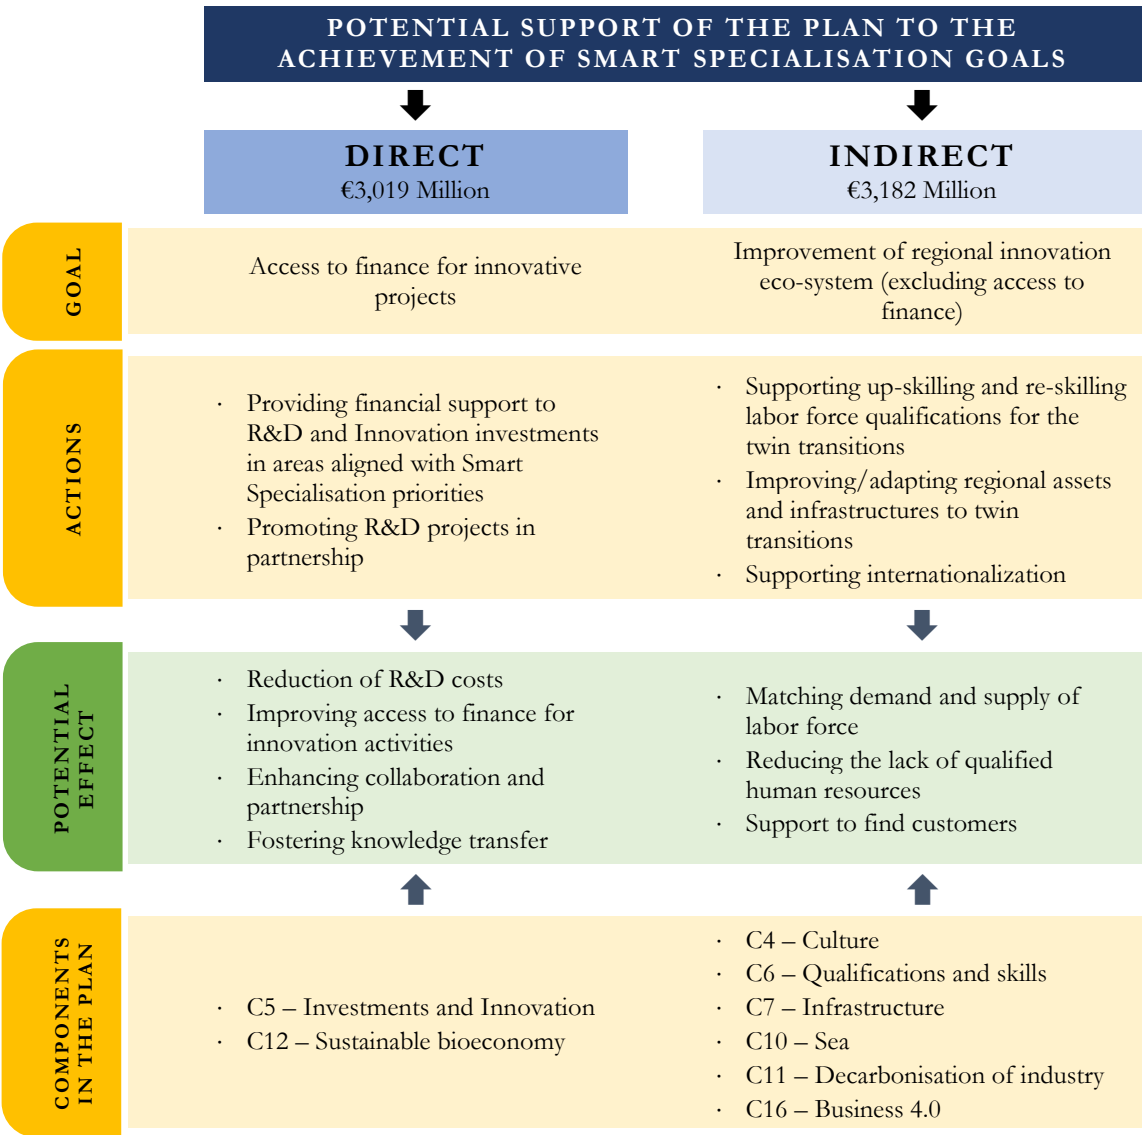 POTENTIAL SUPPORT OF THE PLAN TO THE
ACHIEVEMENT OF SMART SPECIALISATION GOALS
DIRECT
€3,019 Million
INDIRECT
€3,182 Million
GOAL
Access to finance for innovative
projects
Improvement of regional innovation
eco-system (excluding access to
finance)
ACTIONS
· Providing financial support to
R&D and Innovation investments
in areas aligned with Smart
Specialisation priorities
· Promoting R&D projects in
partnership
· Supporting up-skilling and re-skilling
labor force qualifications for the
twin transitions
· Improving/adapting regional assets
and infrastructures to twin
transitions
· Supporting internationalization
POTENTIAL
EFFECT
· Reduction of R&D costs
· Improving access to finance for
innovation activities
· Enhancing collaboration and
partnership
· Fostering knowledge transfer
· Matching demand and supply of
labor force
· Reducing the lack of qualified
human resources
· Support to find customers
COMPONENTS
IN THE PLAN
· C5 – Investments and Innovation
· C12 – Sustainable bioeconomy
· C4 – Culture
· C6 – Qualifications and skills
· C7 – Infrastructure
· C10 – Sea
· C11 – Decarbonisation of industry
· C16 – Business 4.0